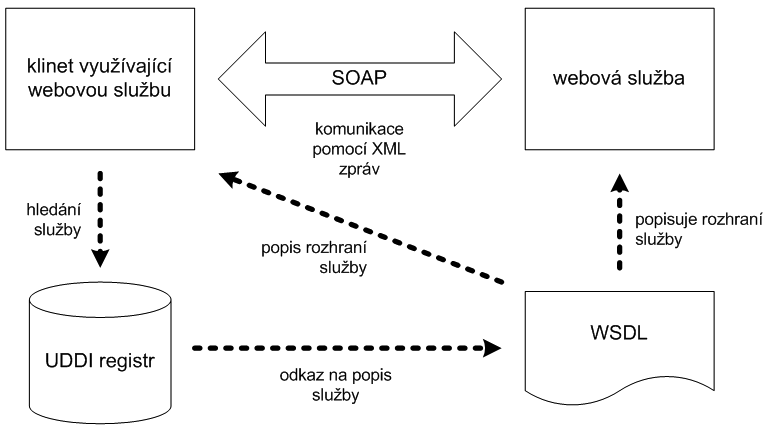 klinet využívající
webovou službu
SOAP
webová služba
komunikace
pomocí XML
zpráv
hledání
služby
popis rozhraní
služby
popisuje rozhraní
služby
UDDI registr
WSDL
odkaz na popis
služby